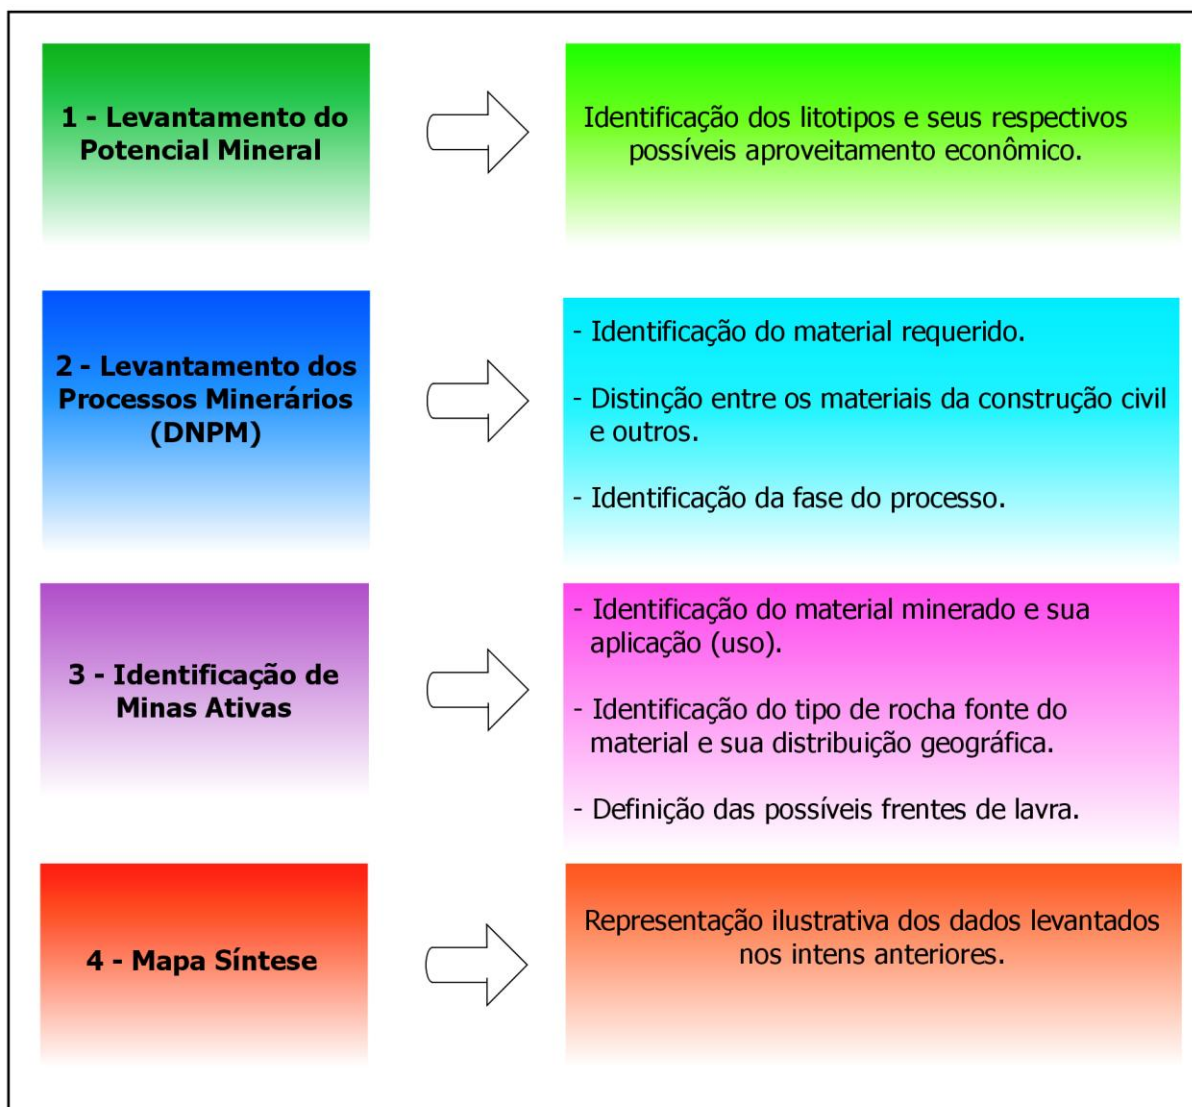 1 - Levantamento do
Potencial Mineral
Identificação dos litotipos e seus respectivos
possíveis aproveitamento econômico.
2 - Levantamento dos
Processos Minerários
(DNPM)
- Identificação do material requerido.
- Distinção entre os materiais da construção civil
e outros.
- Identificação da fase do processo.
3 - Identificação de
Minas Ativas
- Identificação do material minerado e sua
aplicação (uso).
- Identificação do tipo de rocha fonte do
material e sua distribuição geográfica.
- Definição das possíveis frentes de lavra.
4 - Mapa Síntese
Representação ilustrativa dos dados levantados
nos intens anteriores.